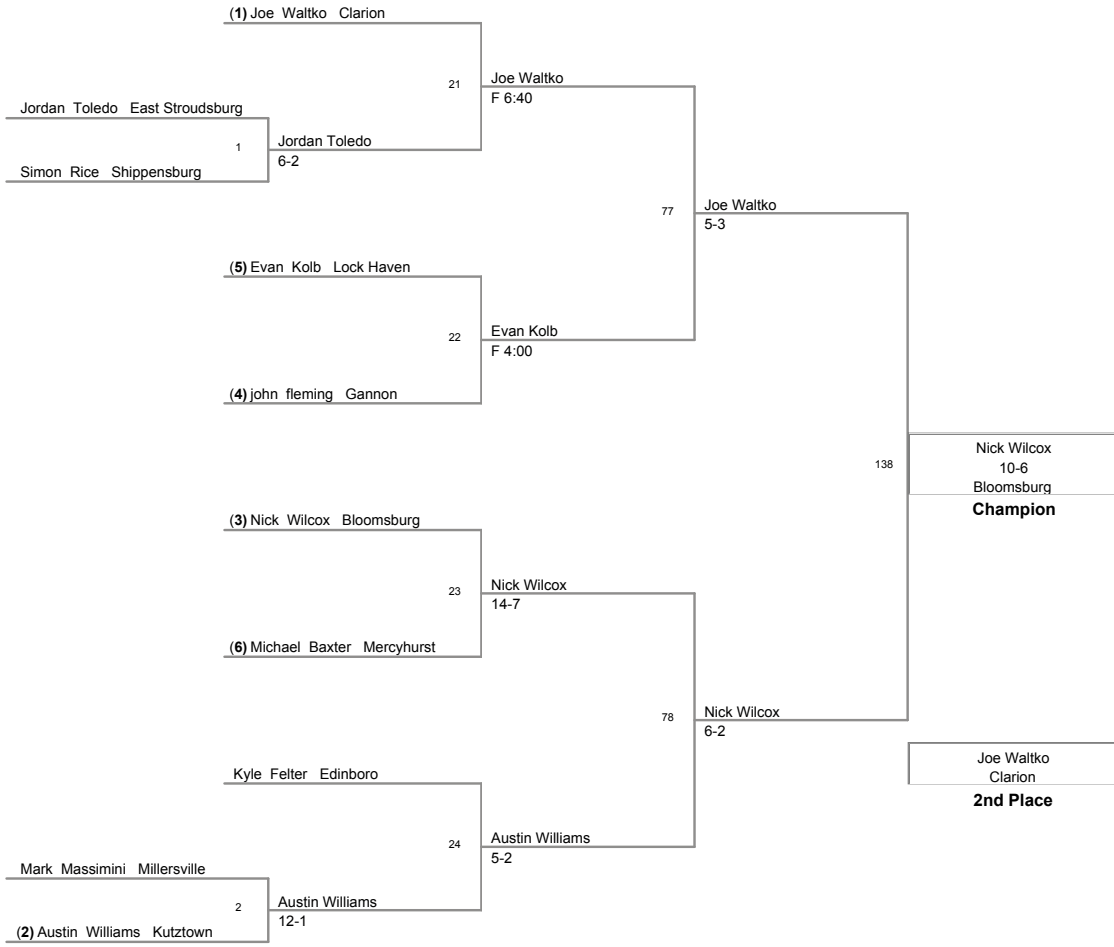 (1) Joe Waltko Clarion
21
Joe Waltko
F 6:40
Jordan Toledo East Stroudsburg
1
Jordan Toledo
6-2
Simon Rice Shippensburg
77
Joe Waltko
5-3
(5) Evan Kolb Lock Haven
22
Evan Kolb
F 4:00
(4) john fleming Gannon
138
Nick Wilcox
10-6
Bloomsburg
Champion
(3) Nick Wilcox Bloomsburg
23
Nick Wilcox
14-7
(6) Michael Baxter Mercyhurst
78
Nick Wilcox
6-2
Joe Waltko
Clarion
2nd Place
Kyle Felter Edinboro
24
Austin Williams
5-2
Mark Massimini Millersville
2
Austin Williams
12-1
(2) Austin Williams Kutztown